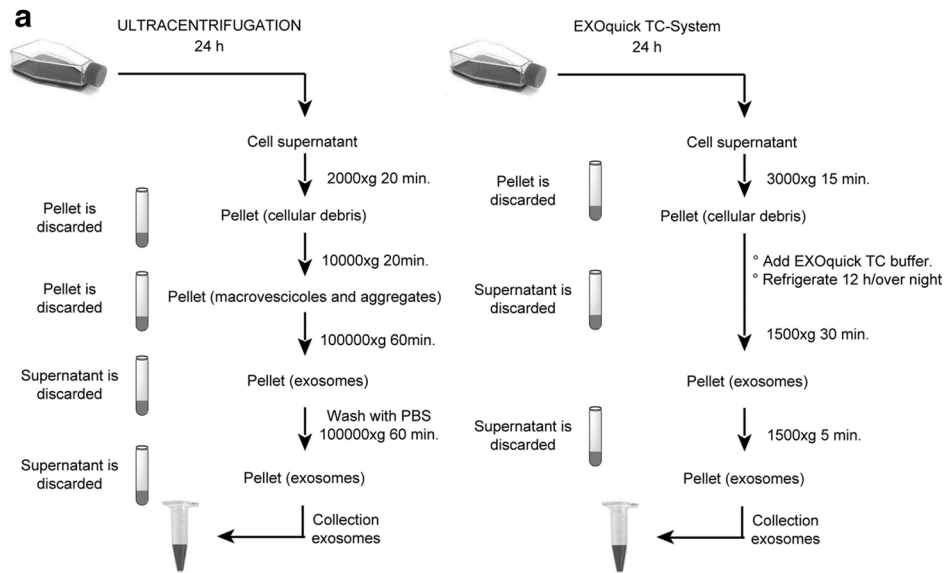 a
ULTRACENTRIFUGATION
24 h
Cell supernatant
2000xg 20 min.
Pellet is
discarded
Pellet (cellular debris)
10000xg 20min.
Pellet is
discarded
Pellet (macrovescicoles and aggregates)
100000xg 60min.
Supernatant is
discarded
Pellet (exosomes)
Wash with PBS
100000xg 60 min.
Supernatant is
discarded
Pellet (exosomes)
Collection
exosomes
EXOquick TC-System
24 h
Cell supernatant
3000xg 15 min.
Pellet is
discarded
Pellet (cellular debris)
° Add EXOquick TC buffer.
° Refrigerate 12 h/over night
Supernatant is
discarded
1500xg 30 min.
Pellet (exosomes)
Supernatant is
discarded
1500xg 5 min.
Pellet (exosomes)
Collection
exosomes